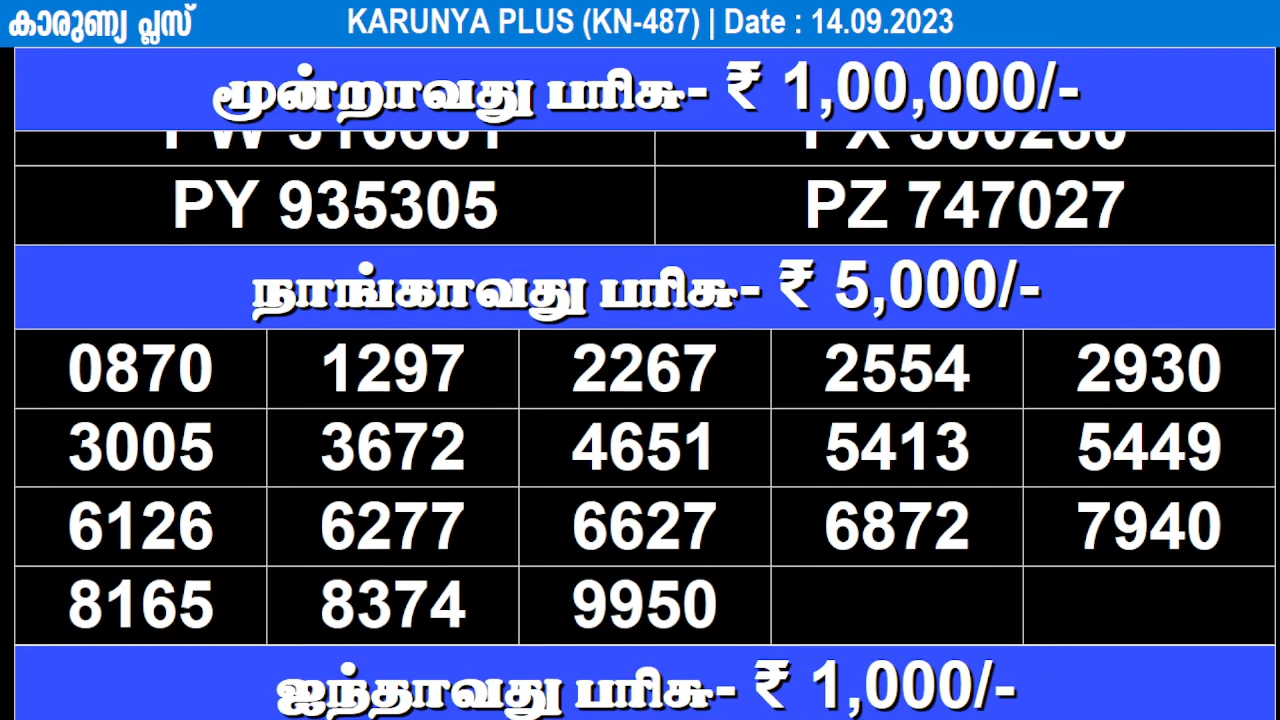 കാരുണ്യ പ്ലസ് KARUNYA PLUS (KN-487) | Date : 14.09.2023
மூன்றாவது பரிசு- ₹ 1,00,000/-
PY 935305 PZ 747027
நாங்காவது பரிசு- ₹ 5,000/-
0870 1297 2267 2554 2930
3005 3672 4651 5413 5449
6126 6277 6627 6872 7940
8165 8374 9950
ஐந்தாவது பரிசு- ₹ 1,000/-